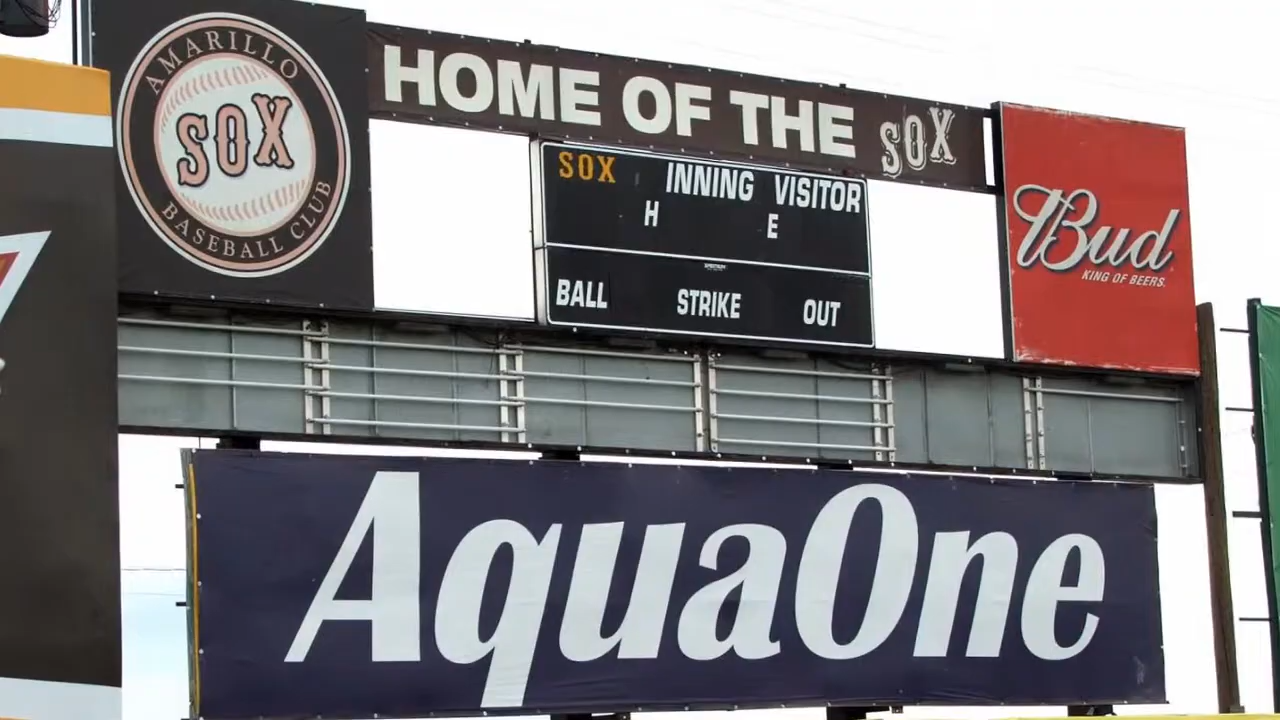 AMARILLO
SOX
BASEBALL CLUB
HOME OF THE SOX
SOX INNING VISITOR
H E
BALL STRIKE OUT
Bud
KING OF BEERS.
AquaOne